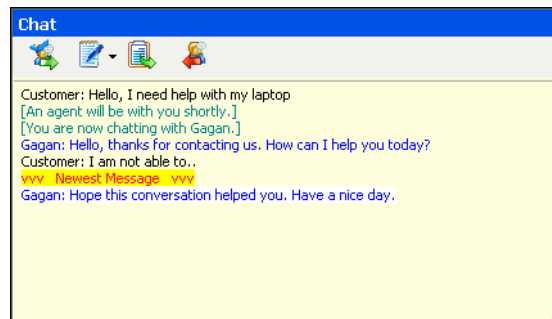 Chat
Customer: Hello, I need help with my laptop
[An agent will be with you shortly.]
[You are now chatting with Gagan.]
Gagan: Hello, thanks for contacting us. How can I help you today?
Customer: I am not able to..
vvv Newest Message vvv
Gagan: Hope this conversation helped you. Have a nice day.